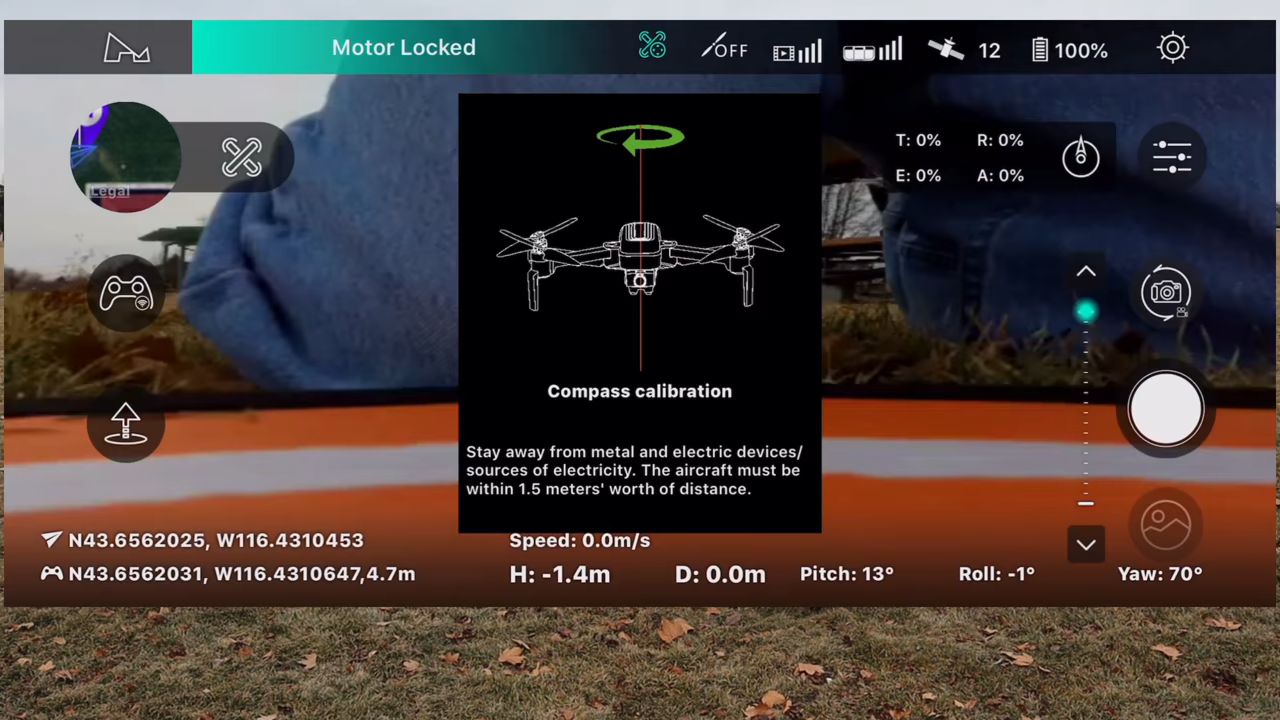 Motor Locked
OFF
12
100%
Legal
T: 0% R: 0%
E: 0% A: 0%
Compass calibration
Stay away from metal and electric devices/
sources of electricity. The aircraft must be
within 1.5 meters' worth of distance.
N43.6562025, W116.4310453
Speed: 0.0m/s
N43.6562031, W116.4310647,4.7m
H: -1.4m
D: 0.0m
Pitch: 13°
Roll: -1°
Yaw: 70°